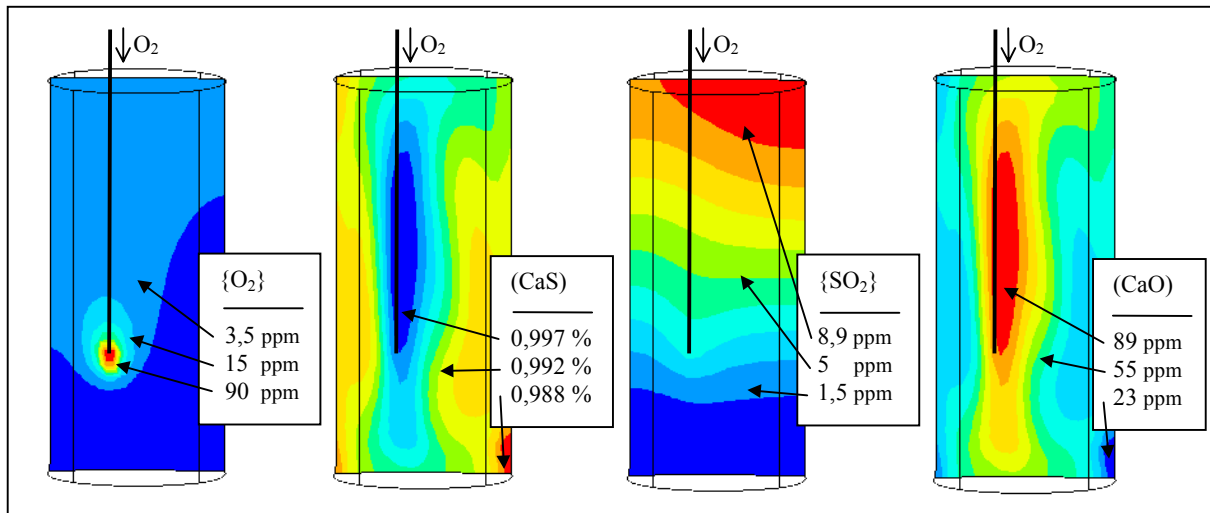 O₂
O₂
O₂
O₂
{O₂}
3,5 ppm
15 ppm
90 ppm
(CaS)
0,997 %
0,992 %
0,988 %
{SO₂}
8,9 ppm
5 ppm
1,5 ppm
(CaO)
89 ppm
55 ppm
23 ppm